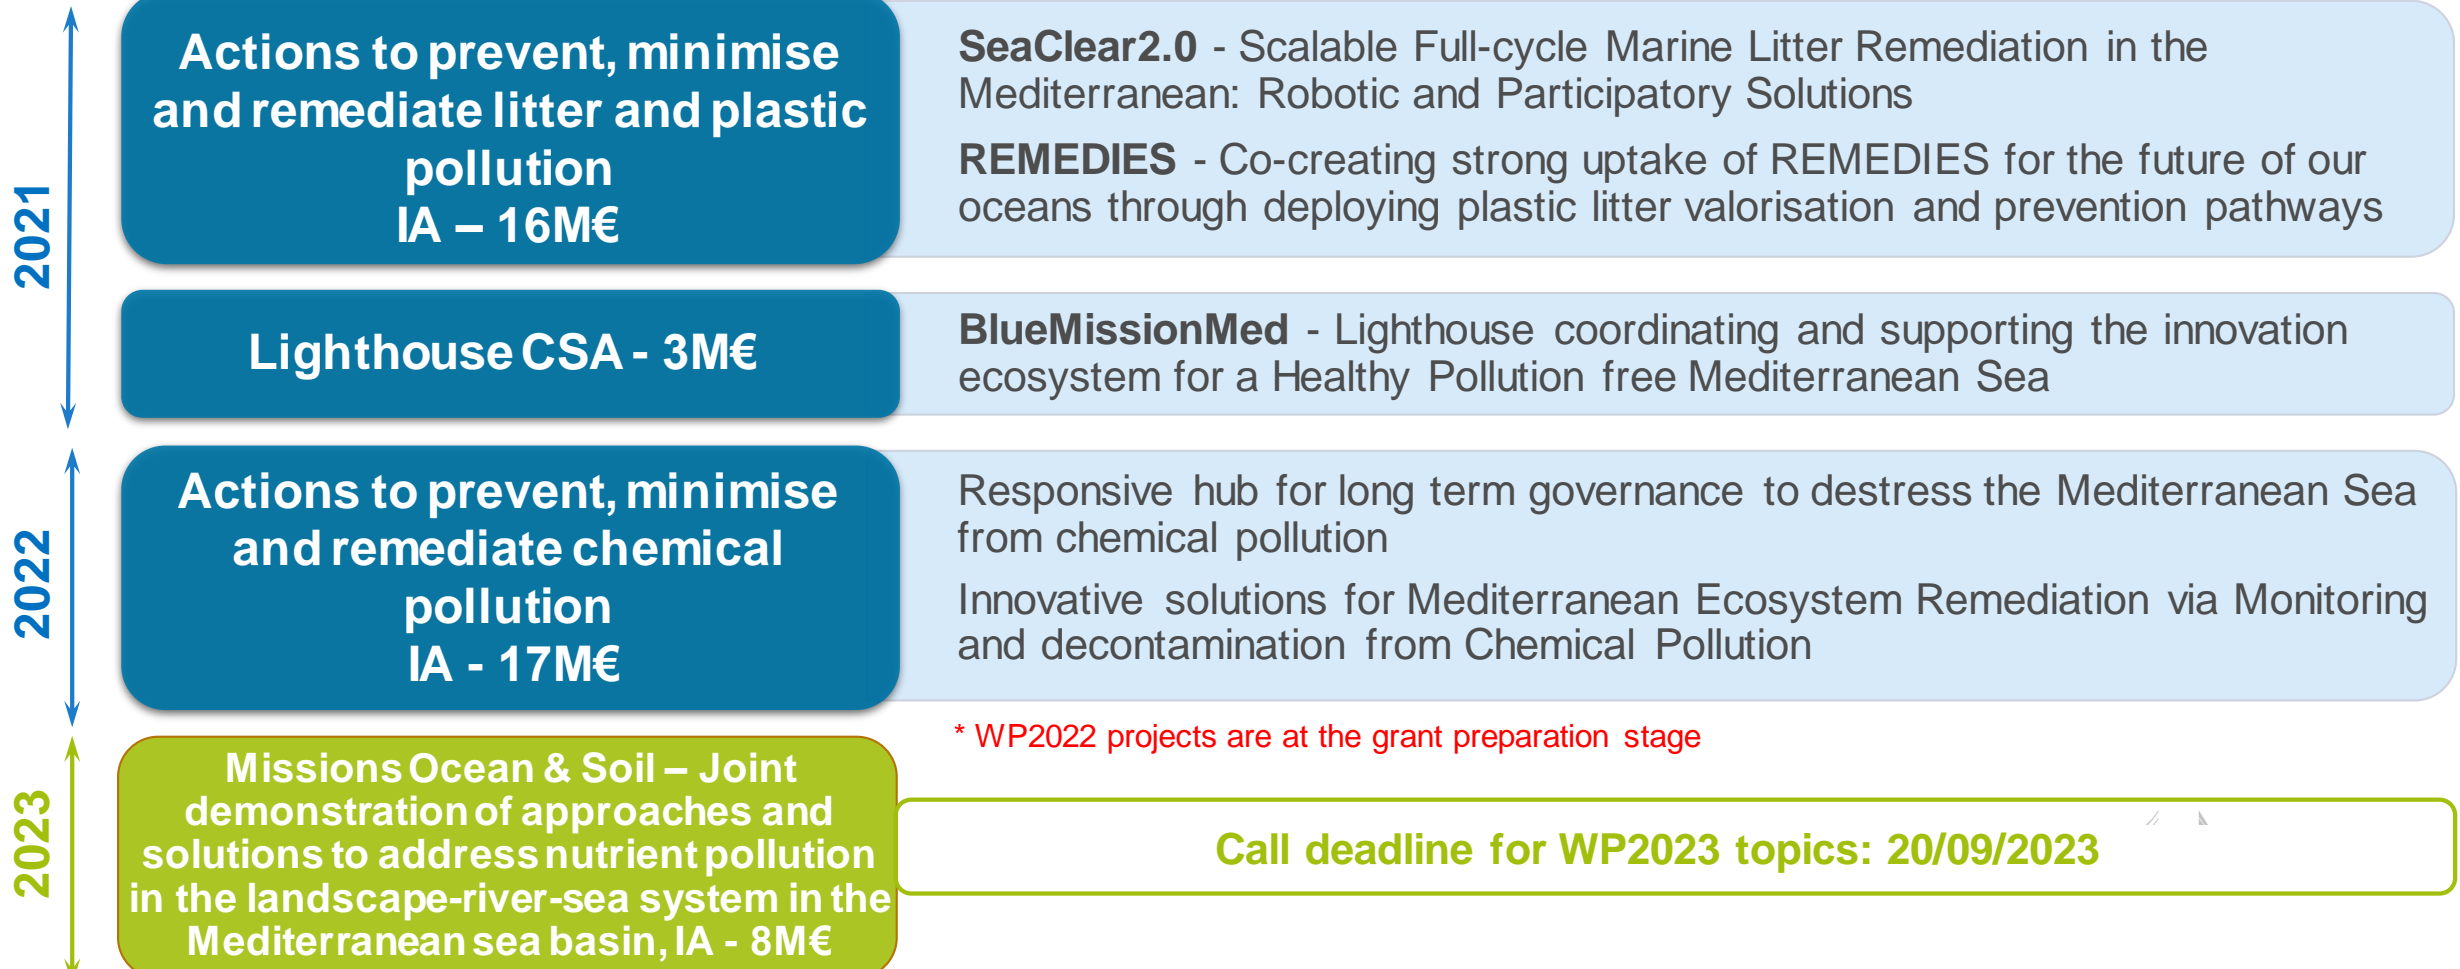 2021
Actions to prevent, minimise
and remediate litter and plastic
pollution
IA – 16M€
SeaClear2.0 - Scalable Full-cycle Marine Litter Remediation in the
Mediterranean: Robotic and Participatory Solutions
REMEDIES - Co-creating strong uptake of REMEDIES for the future of our
oceans through deploying plastic litter valorisation and prevention pathways
Lighthouse CSA - 3M€
BlueMissionMed - Lighthouse coordinating and supporting the innovation
ecosystem for a Healthy Pollution free Mediterranean Sea
2022
Actions to prevent, minimise
and remediate chemical
pollution
IA - 17M€
Responsive hub for long term governance to destress the Mediterranean Sea
from chemical pollution
Innovative solutions for Mediterranean Ecosystem Remediation via Monitoring
and decontamination from Chemical Pollution
* WP2022 projects are at the grant preparation stage
2023
Missions Ocean & Soil – Joint
demonstration of approaches and
solutions to address nutrient pollution
in the landscape-river-sea system in the
Mediterranean sea basin, IA - 8M€
Call deadline for WP2023 topics: 20/09/2023